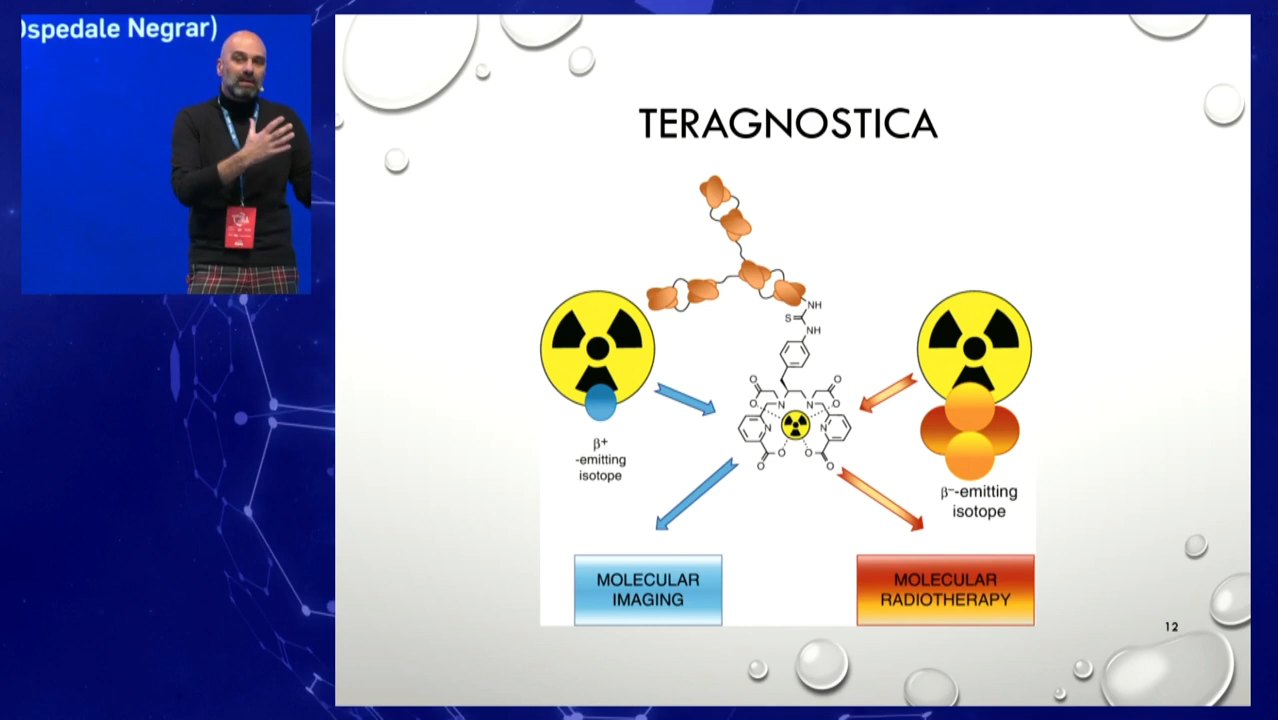 Ospedale Negrar)
TERAGNOSTICA
NH
S
NH
O
O
O
N
N
O
N
N
O
O
O
O
β+
-emitting
isotope
β−-emitting
isotope
MOLECULAR
IMAGING
MOLECULAR
RADIOTHERAPY
12